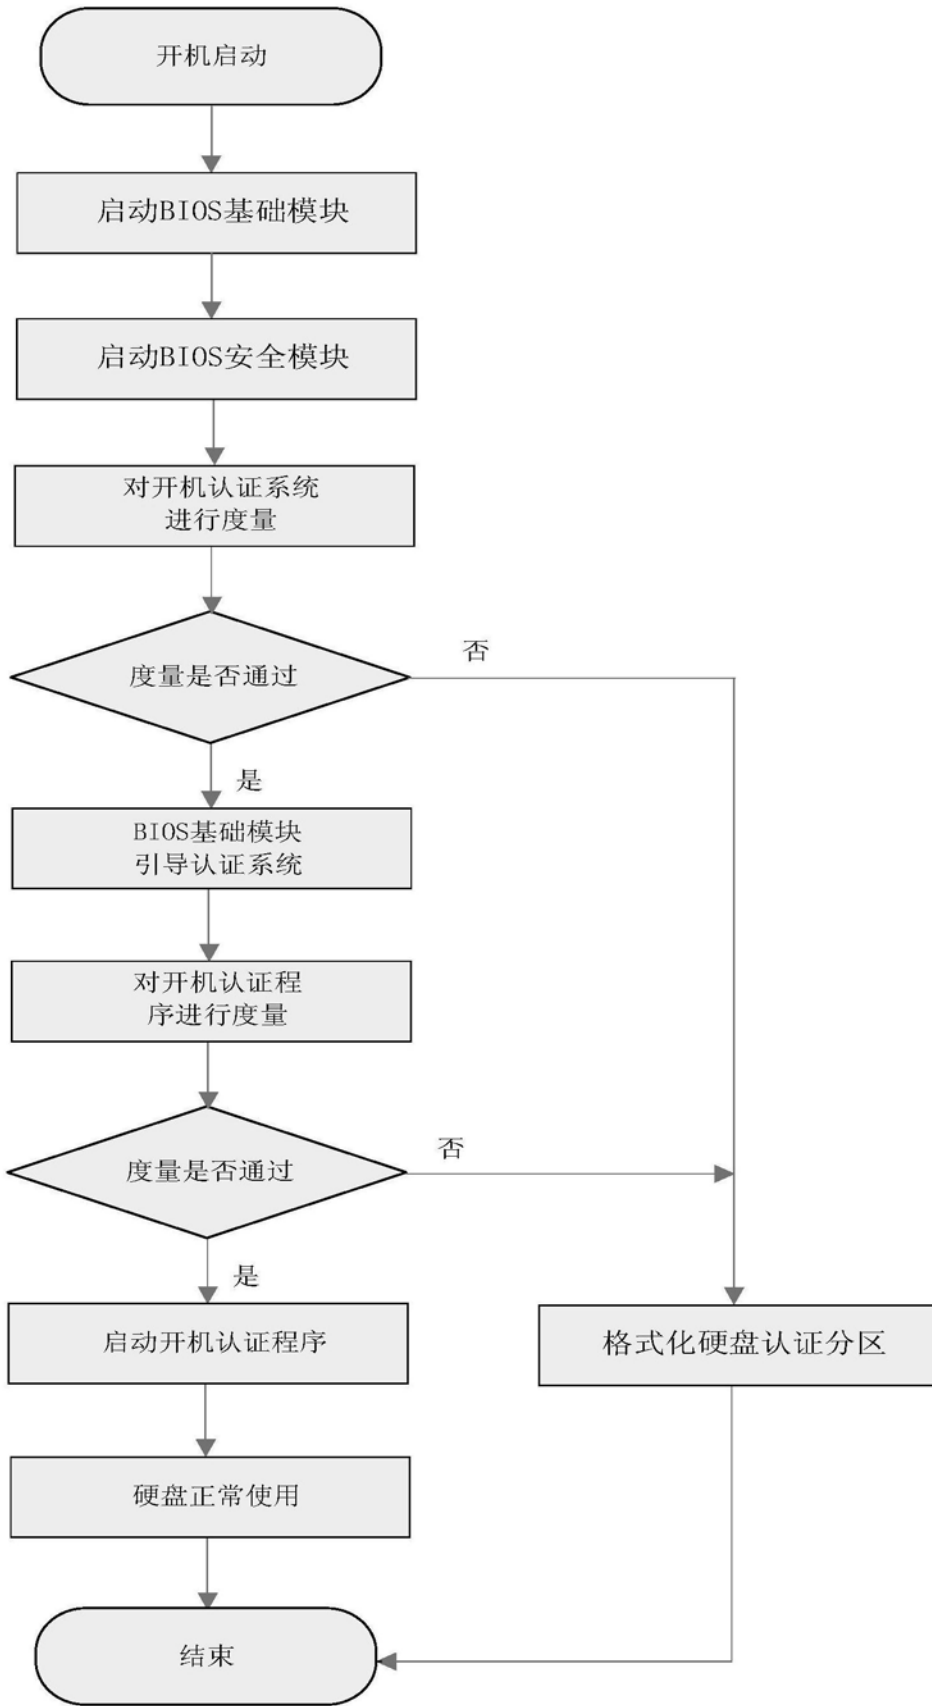 开机启动
启动BIOS基础模块
启动BIOS安全模块
对开机认证系统
进行度量
度量是否通过
否
是
BIOS基础模块
引导认证系统
对开机认证程
序进行度量
度量是否通过
否
是
启动开机认证程序
格式化硬盘认证分区
硬盘正常使用
结束